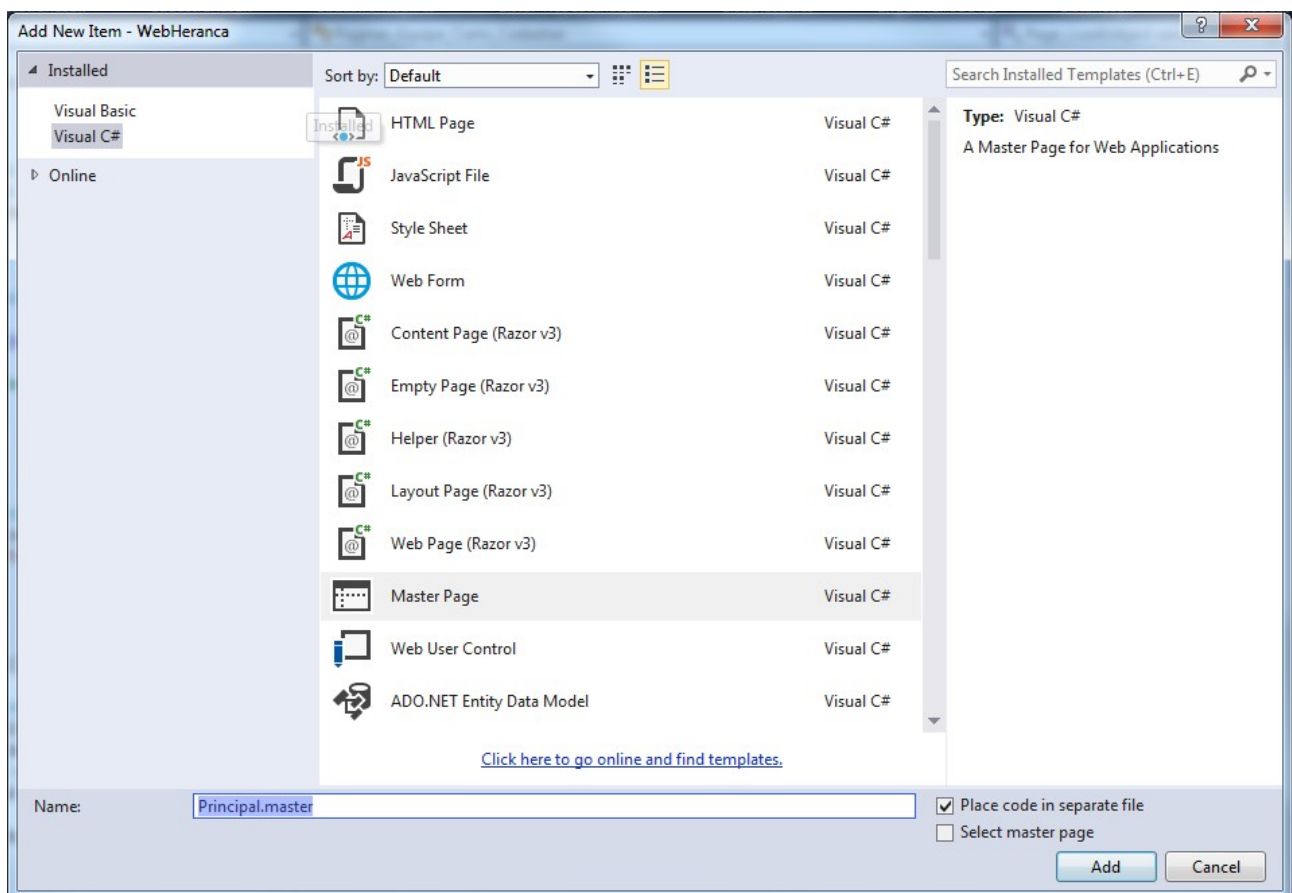 Add New Item - WebHeranca
Installed
Visual Basic
Visual C#
Online
Sort by: Default
Installed
HTML Page Visual C#
JavaScript File Visual C#
Style Sheet Visual C#
Web Form Visual C#
Content Page (Razor v3) Visual C#
Empty Page (Razor v3) Visual C#
Helper (Razor v3) Visual C#
Layout Page (Razor v3) Visual C#
Web Page (Razor v3) Visual C#
Master Page Visual C#
Web User Control Visual C#
ADO.NET Entity Data Model Visual C#
Click here to go online and find templates.
Search Installed Templates (Ctrl+E)
Type: Visual C#
A Master Page for Web Applications
Name: Principal.master
Place code in separate file
Select master page
Add Cancel